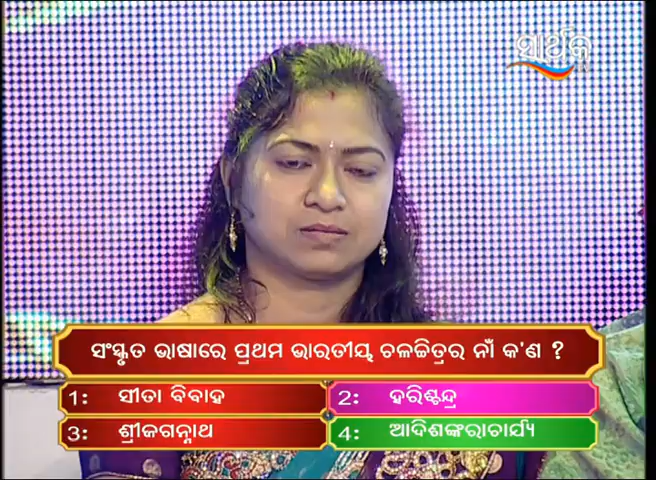 ସାର୍ଥକ
ସଂସ୍କୃତ ଭାଷାରେ ପ୍ରଥମ ଭାରତୀୟ ଚଳଚ୍ଚିତ୍ରର ନାଁ କ'ଣ ?
1: ସୀତା ବିବାହ
2: ହରିଶ୍ଚନ୍ଦ୍ର
3: ଶ୍ରୀଜଗନ୍ନାଥ
4: ଆଦିଶଙ୍କରାଚାର୍ଯ୍ୟ